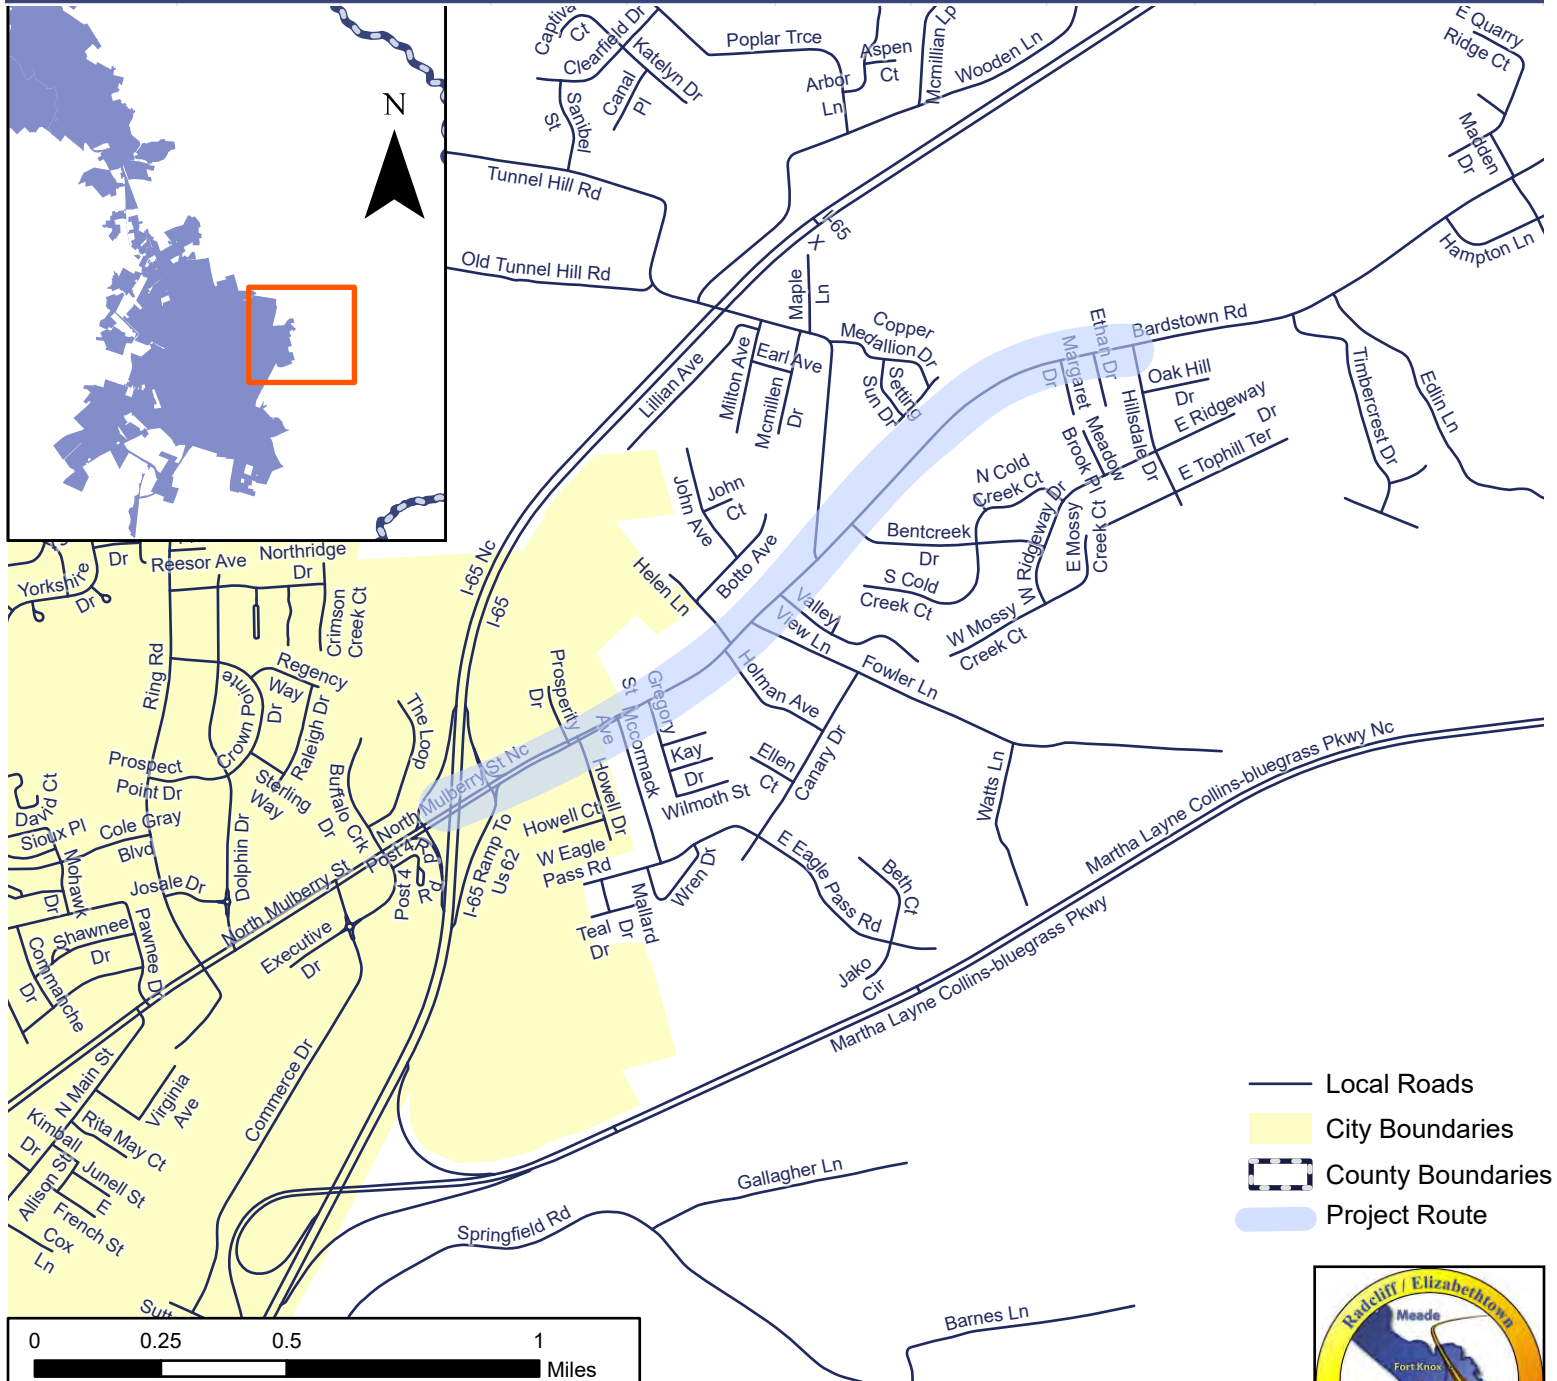 N
Captiva
Ct
Clearfield Dr
Katelyn Dr
Canal
Pl
Sanibel
St
Poplar Trce
Arbor
Ln
Aspen
Ct
Mcmillian Lp
Wooden Ln
E Quarry
Ridge Ct
Madden
Dr
Hampton Ln
Tunnel Hill Rd
Old Tunnel Hill Rd
I-65
X
Maple
Ln
Copper
Medallion Dr
Setting
Sun Dr
Earl Ave
Milton Ave
Mcmillen
Dr
Lillian Ave
Ethan Dr
Margaret
Dr
Bardstown Rd
Oak Hill
Dr
Hillsdale Dr
E Ridgeway
Dr
E Tophill Ter
Meadow
Brook Pl
Timbercrest Dr
Edlin Ln
N Cold
Creek Ct
Bentcreek
Dr
S Cold
Creek Ct
W Ridgeway Dr
E Mossy
Creek Ct
W Mossy
Creek Ct
John Ave
John
Ct
Botto Ave
Helen Ln
Valley
View Ln
Fowler Ln
Holman Ave
Canary Dr
Ellen
Ct
Watts Ln
Yorkshire
Dr
Dr
Reesor Ave
Northridge
Dr
Crimson
Creek Ct
I-65 Nc
I-65
Ring Rd
Regency
Way
Crown Pointe
Dr
Raleigh Dr
Sterling
Way
The Loop
Buffalo Crk
Dr
Prospect
Point Dr
Prosperity
Dr
Gregory
St
Mccormack
Ave
Kay
Dr
Wilmoth St
Howell Dr
Howell Ct
W Eagle
Pass Rd
North Mulberry St Nc
David Ct
Sioux Pl
Cole Gray
Blvd
Mohawk
Dr
Josale Dr
Dolphin Dr
North Mulberry St
Post 4 Rd
Post 4
Rd
I-65 Ramp To
Us 62
Executive
Dr
Shawnee
Dr
Pawnee Dr
Commanche
Dr
Mallard
Dr
Teal
Dr
Wren Dr
E Eagle Pass Rd
Beth Ct
Jako
Cir
Martha Layne Collins-bluegrass Pkwy Nc
Martha Layne Collins-bluegrass Pkwy
N Main St
Virginia
Ave
Commerce Dr
Kimball
Dr
Rita May Ct
Allison St
Junell St
E
French St
Cox
Ln
Gallagher Ln
Springfield Rd
Barnes Ln
Local Roads
City Boundaries
County Boundaries
Project Route
0 0.25 0.5 1
Miles
Radcliff / Elizabethtown
Meade
Fort Knox